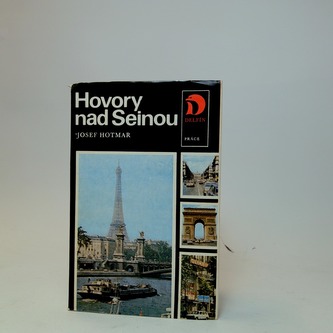 Hovory
nad Seinou
JOSEF HOTMAR
DELFÍN
PRÁCE